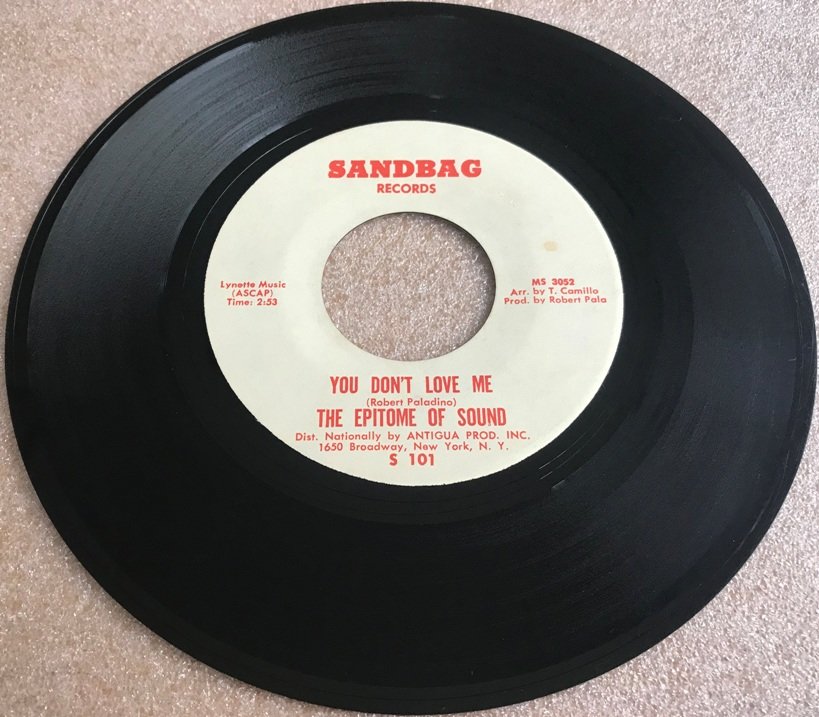 SANDBAG
RECORDS
Lynette Music
(ASCAP)
Time: 2:53
MS 3052
Arr. by T. Camillo
Prod. by Robert Pala
YOU DON'T LOVE ME
(Robert Paladino)
THE EPITOME OF SOUND
Dist. Nationally by ANTIGUA PROD. INC.
1650 Broadway, New York, N. Y.
S 101